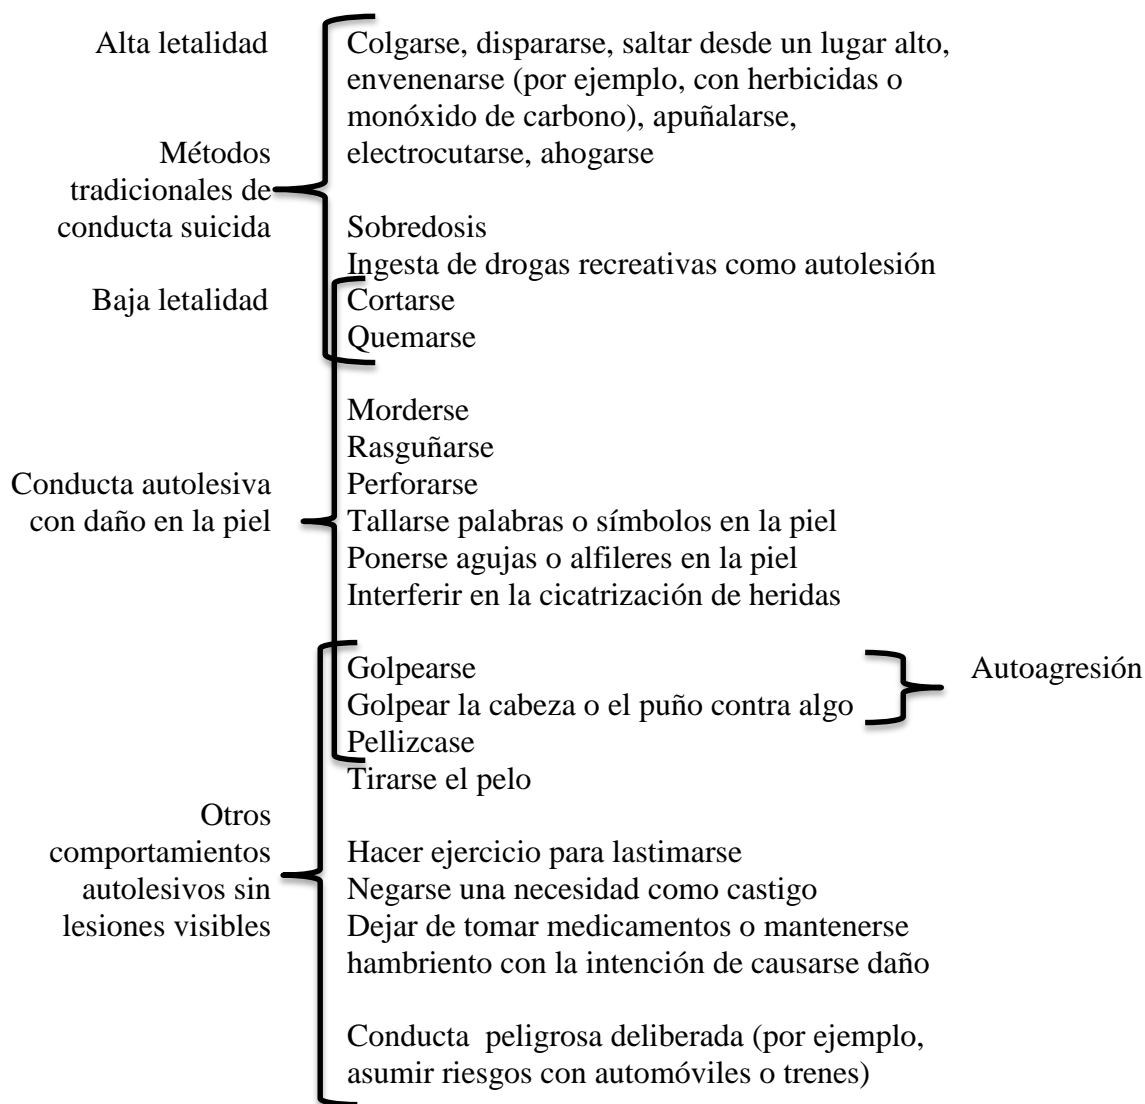 Alta letalidad
Colgarse, dispararse, saltar desde un lugar alto,
envenenarse (por ejemplo, con herbicidas o
monóxido de carbono), apuñalarse,
electrocutarse, ahogarse
Métodos
tradicionales de
conducta suicida
Sobredosis
Ingesta de drogas recreativas como autolesión
Baja letalidad
Cortarse
Quemarse
Morderse
Rasguñarse
Perforarse
Tallarse palabras o símbolos en la piel
Ponerse agujas o alfileres en la piel
Interferir en la cicatrización de heridas
Conducta autolesiva
con daño en la piel
Golpearse
Golpear la cabeza o el puño contra algo
Autoagresión
Pellizcase
Tirarse el pelo
Otros
comportamientos
autolesivos sin
lesiones visibles
Hacer ejercicio para lastimarse
Negarse una necesidad como castigo
Dejar de tomar medicamentos o mantenerse
hambriento con la intención de causarse daño
Conducta  peligrosa deliberada (por ejemplo,
asumir riesgos con automóviles o trenes)